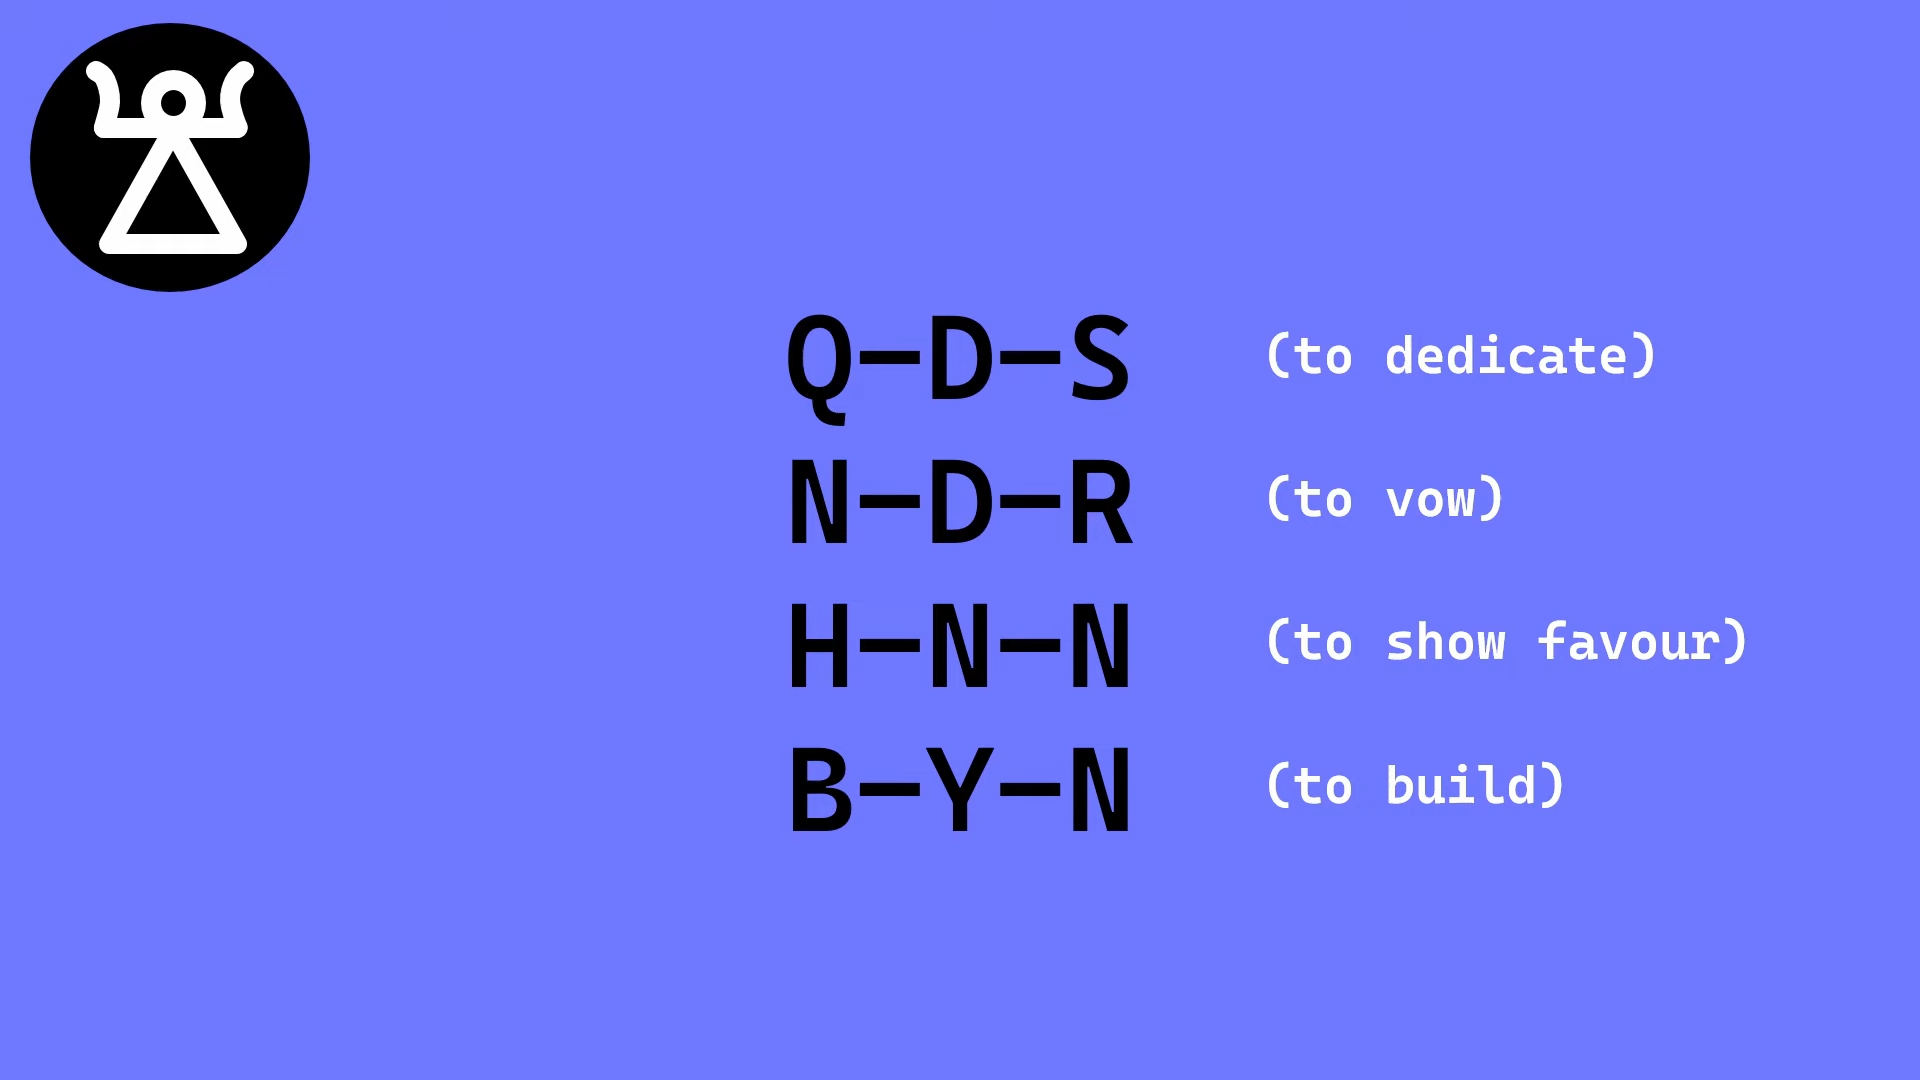 Q–D–S (to dedicate)
N–D–R (to vow)
H–N–N (to show favour)
B–Y–N (to build)